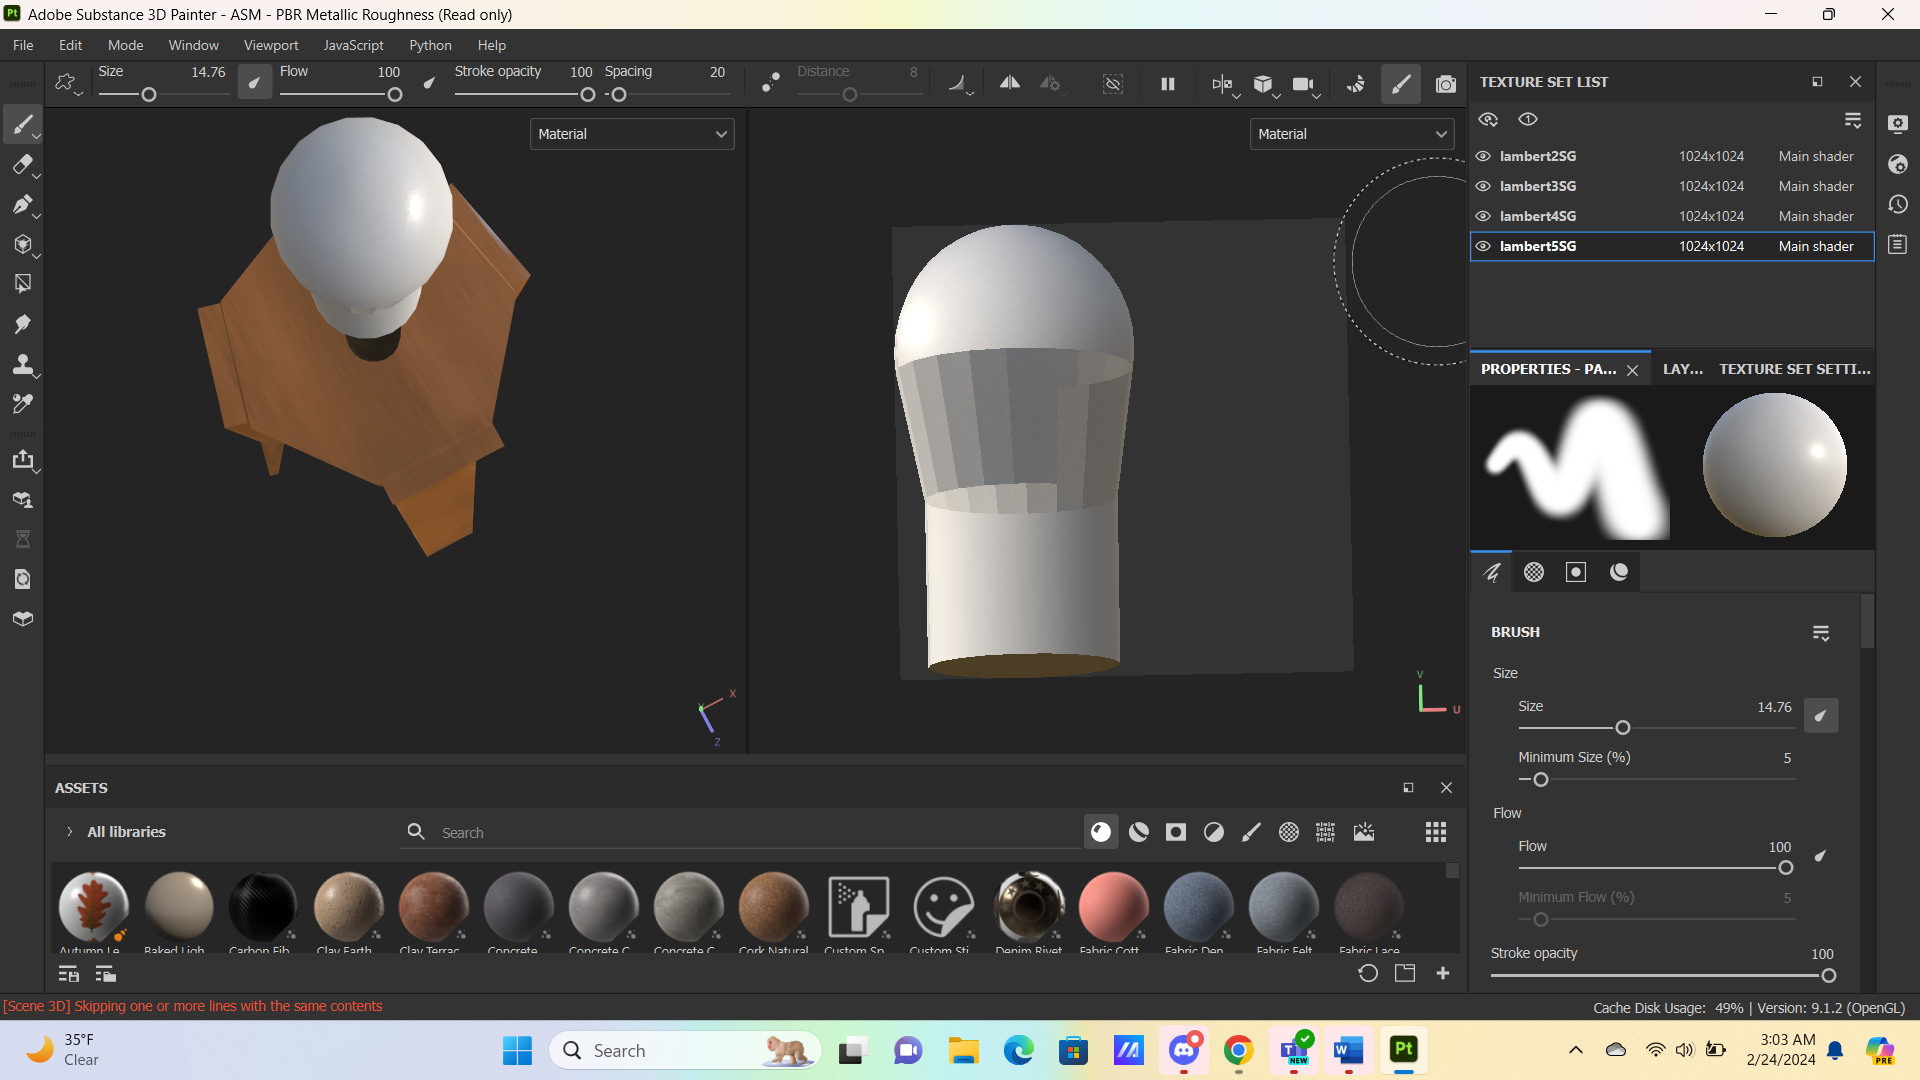 Pt Adobe Substance 3D Painter - ASM - PBR Metallic Roughness (Read only)
File Edit Mode Window Viewport JavaScript Python Help
Size 14.76 Flow 100 Stroke opacity 100 Spacing 20 Distance 8
Material
Material
X
Y
Z
V
U
TEXTURE SET LIST
1
lambert2SG 1024x1024 Main shader
lambert3SG 1024x1024 Main shader
lambert4SG 1024x1024 Main shader
lambert5SG 1024x1024 Main shader
PROPERTIES - PA... LAY... TEXTURE SET SETTI...
BRUSH
Size
Size 14.76
Minimum Size (%) 5
Flow
Flow 100
Minimum Flow (%) 5
Stroke opacity 100
ASSETS
All libraries
Search
Autumn Le... Baked Ligh... Carbon Fib... Clay Earth Clay Terrac... Concrete... Concrete C... Concrete C... Cork Natural Custom Sp... Custom Sti... Denim Rivet Fabric Cott... Fabric Den... Fabric Felt Fabric Lace
[Scene 3D] Skipping one or more lines with the same contents
Cache Disk Usage: 49% | Version: 9.1.2 (OpenGL)
35°F
Clear
Search
NEW
W
Pt
3:03 AM
2/24/2024
PRE